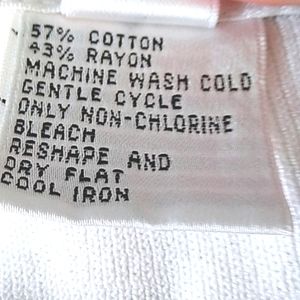 57% COTTON
43% RAYON
MACHINE WASH COLD
GENTLE CYCLE
ONLY NON-CHLORINE
BLEACH
RESHAPE AND
DRY FLAT
COOL IRON